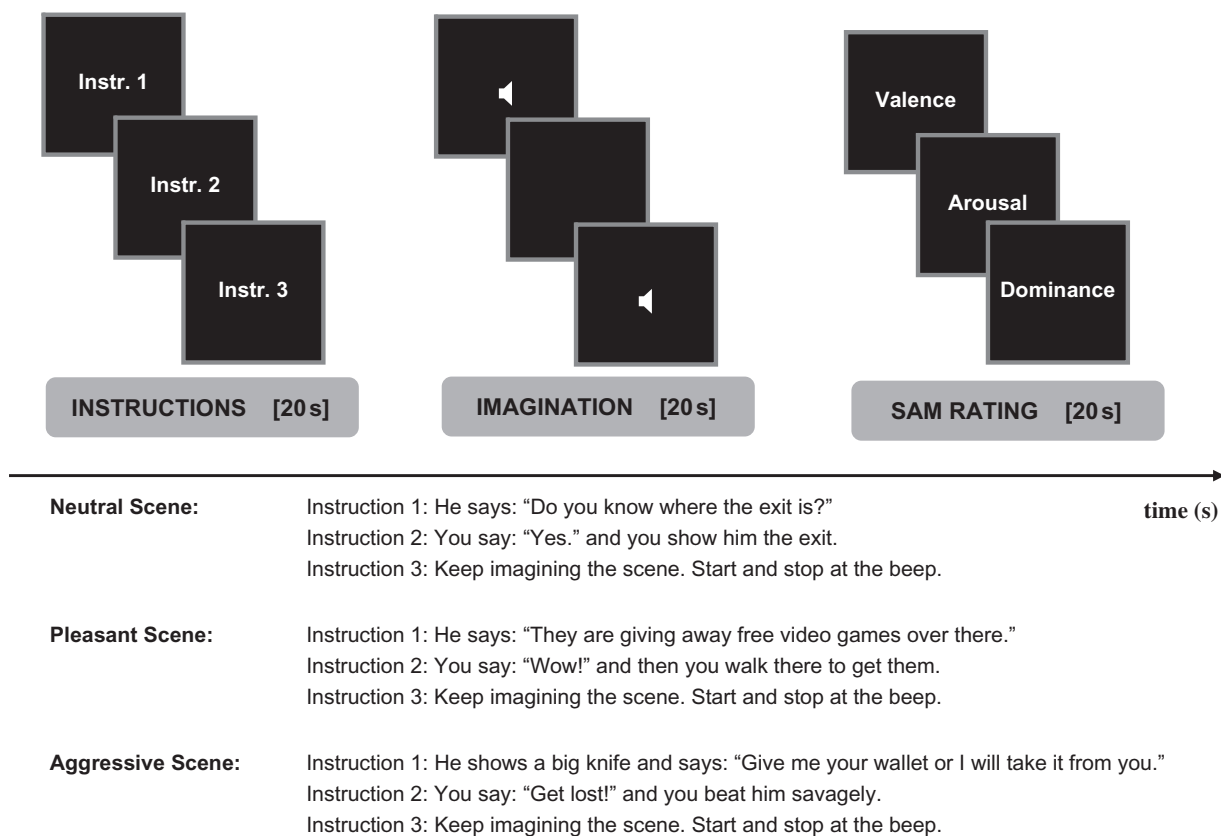 Instr. 1
Instr. 2
Instr. 3
Valence
Arousal
Dominance
INSTRUCTIONS [20 s]
IMAGINATION [20 s]
SAM RATING [20 s]
time (s)
Neutral Scene: Instruction 1: He says: “Do you know where the exit is?”
Instruction 2: You say: “Yes.” and you show him the exit.
Instruction 3: Keep imagining the scene. Start and stop at the beep.
Pleasant Scene: Instruction 1: He says: “They are giving away free video games over there.”
Instruction 2: You say: “Wow!” and then you walk there to get them.
Instruction 3: Keep imagining the scene. Start and stop at the beep.
Aggressive Scene: Instruction 1: He shows a big knife and says: “Give me your wallet or I will take it from you.”
Instruction 2: You say: “Get lost!” and you beat him savagely.
Instruction 3: Keep imagining the scene. Start and stop at the beep.